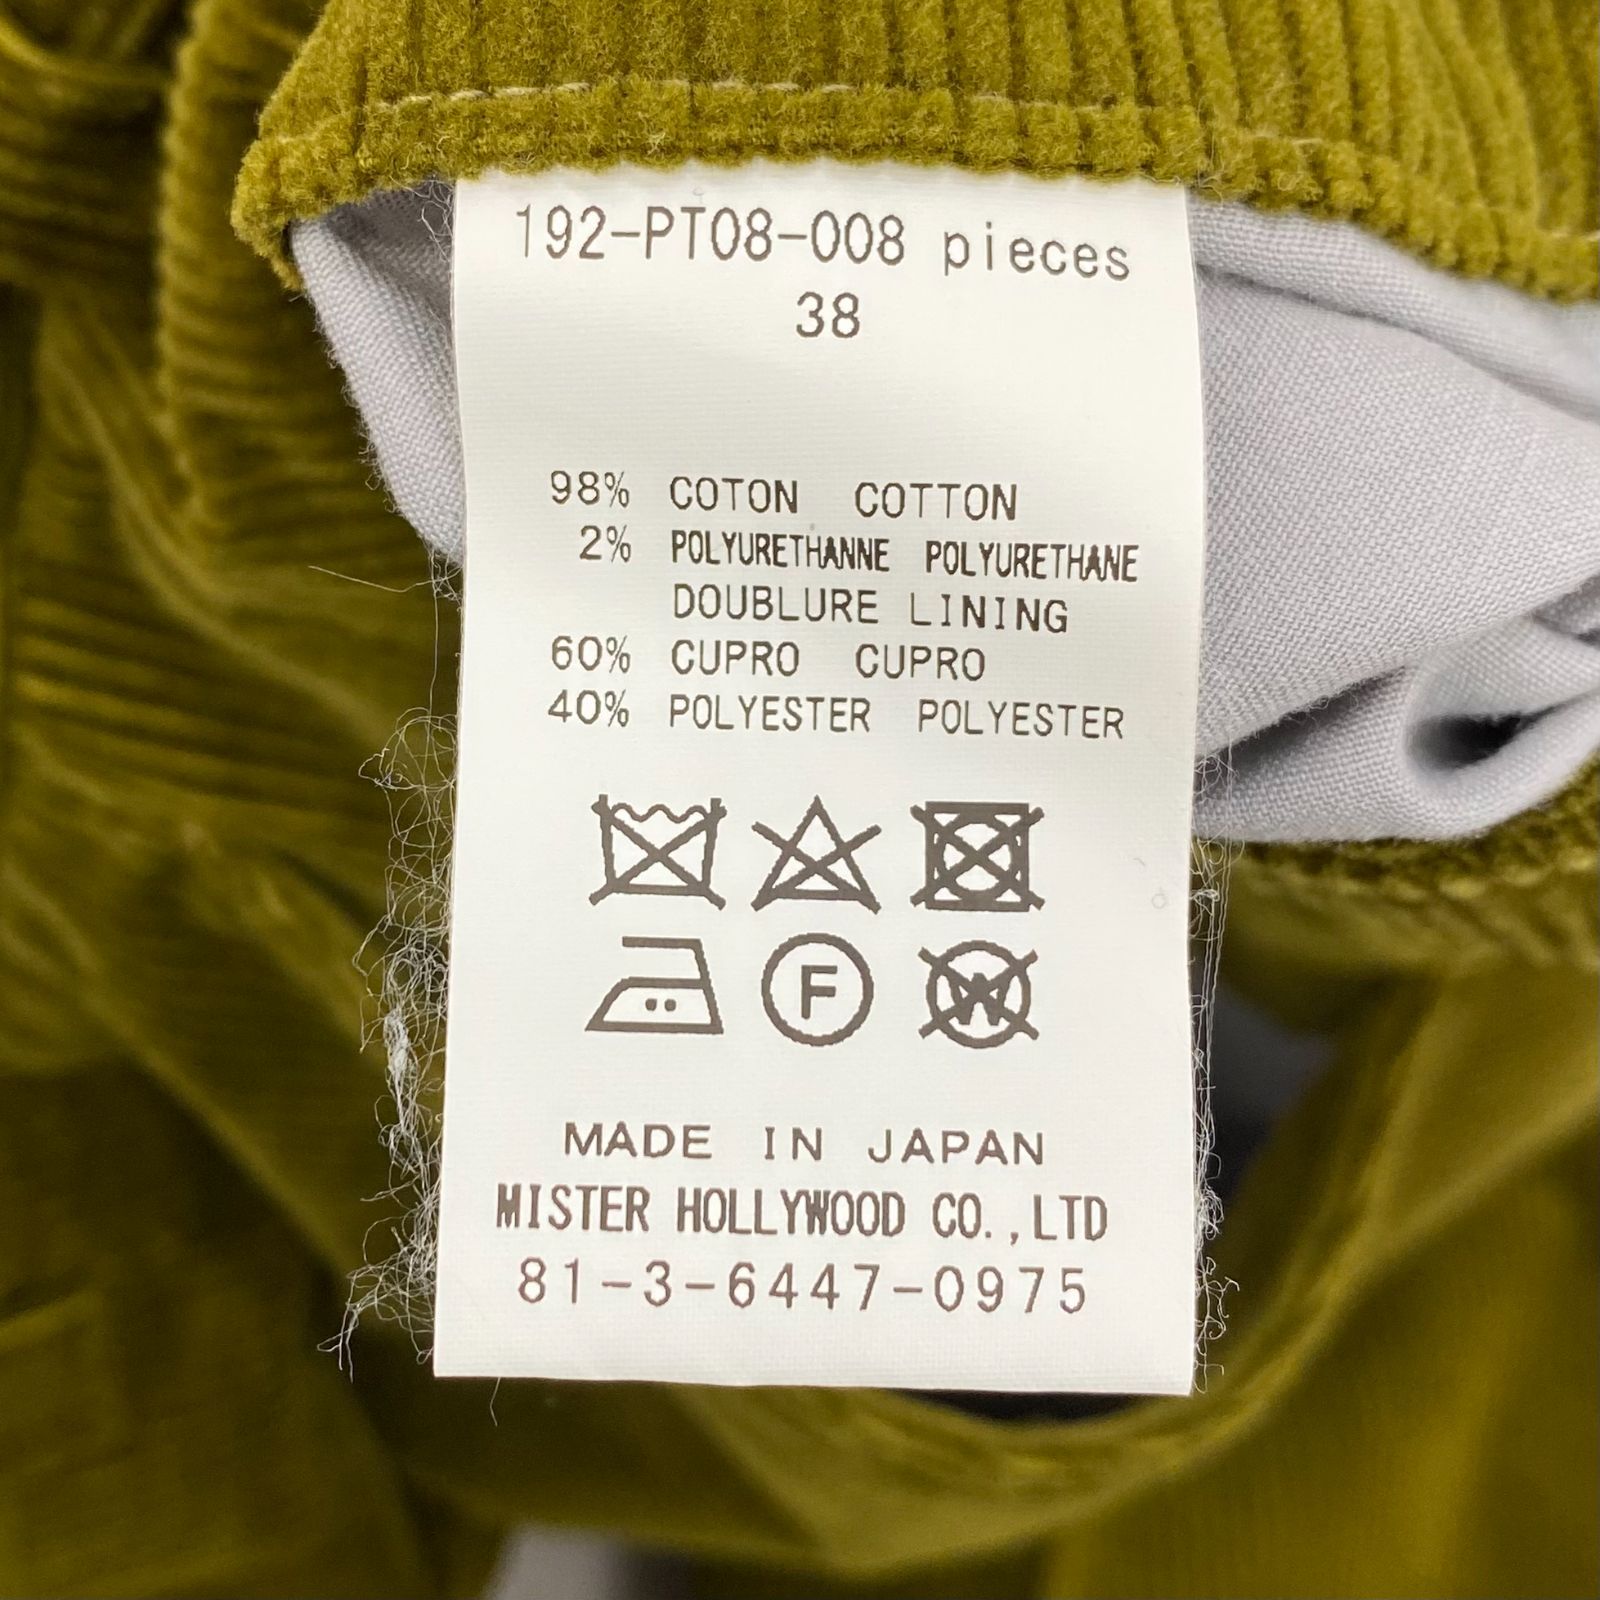 192-PT08-008 pieces
38
98% COTON COTTON
2% POLYURETHANNE POLYURETHANE
DOUBLURE LINING
60% CUPRO CUPRO
40% POLYESTER POLYESTER
F W
MADE IN JAPAN
MISTER HOLLYWOOD CO.,LTD
81-3-6447-0975